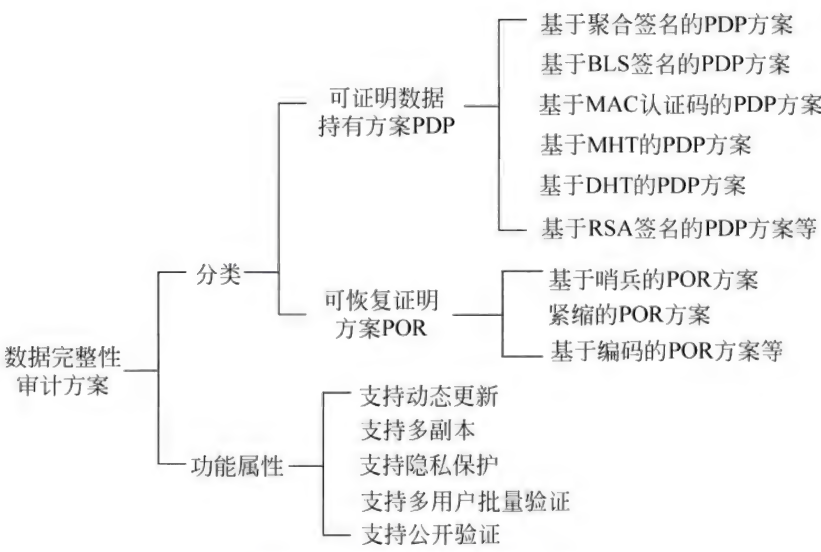 数据完整性
审计方案
分类
可证明数据
持有方案PDP
基于聚合签名的PDP方案
基于BLS签名的PDP方案
基于MAC认证码的PDP方案
基于MHT的PDP方案
基于DHT的PDP方案
基于RSA签名的PDP方案等
可恢复证明
方案POR
基于哨兵的POR方案
紧缩的POR方案
基于编码的POR方案等
功能属性
支持动态更新
支持多副本
支持隐私保护
支持多用户批量验证
支持公开验证